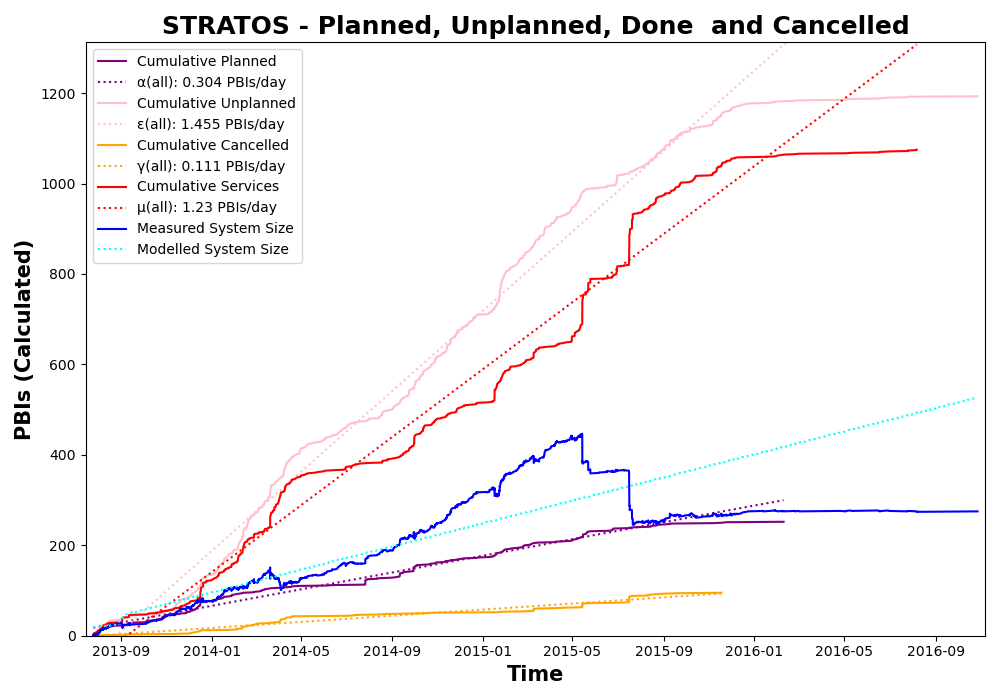 STRATOS - Planned, Unplanned, Done  and Cancelled
PBIs (Calculated)
1200
1000
800
600
400
200
0
Cumulative Planned
α(all): 0.304 PBIs/day
Cumulative Unplanned
ε(all): 1.455 PBIs/day
Cumulative Cancelled
γ(all): 0.111 PBIs/day
Cumulative Services
μ(all): 1.23 PBIs/day
Measured System Size
Modelled System Size
2013-09 2014-01 2014-05 2014-09 2015-01 2015-05 2015-09 2016-01 2016-05 2016-09
Time